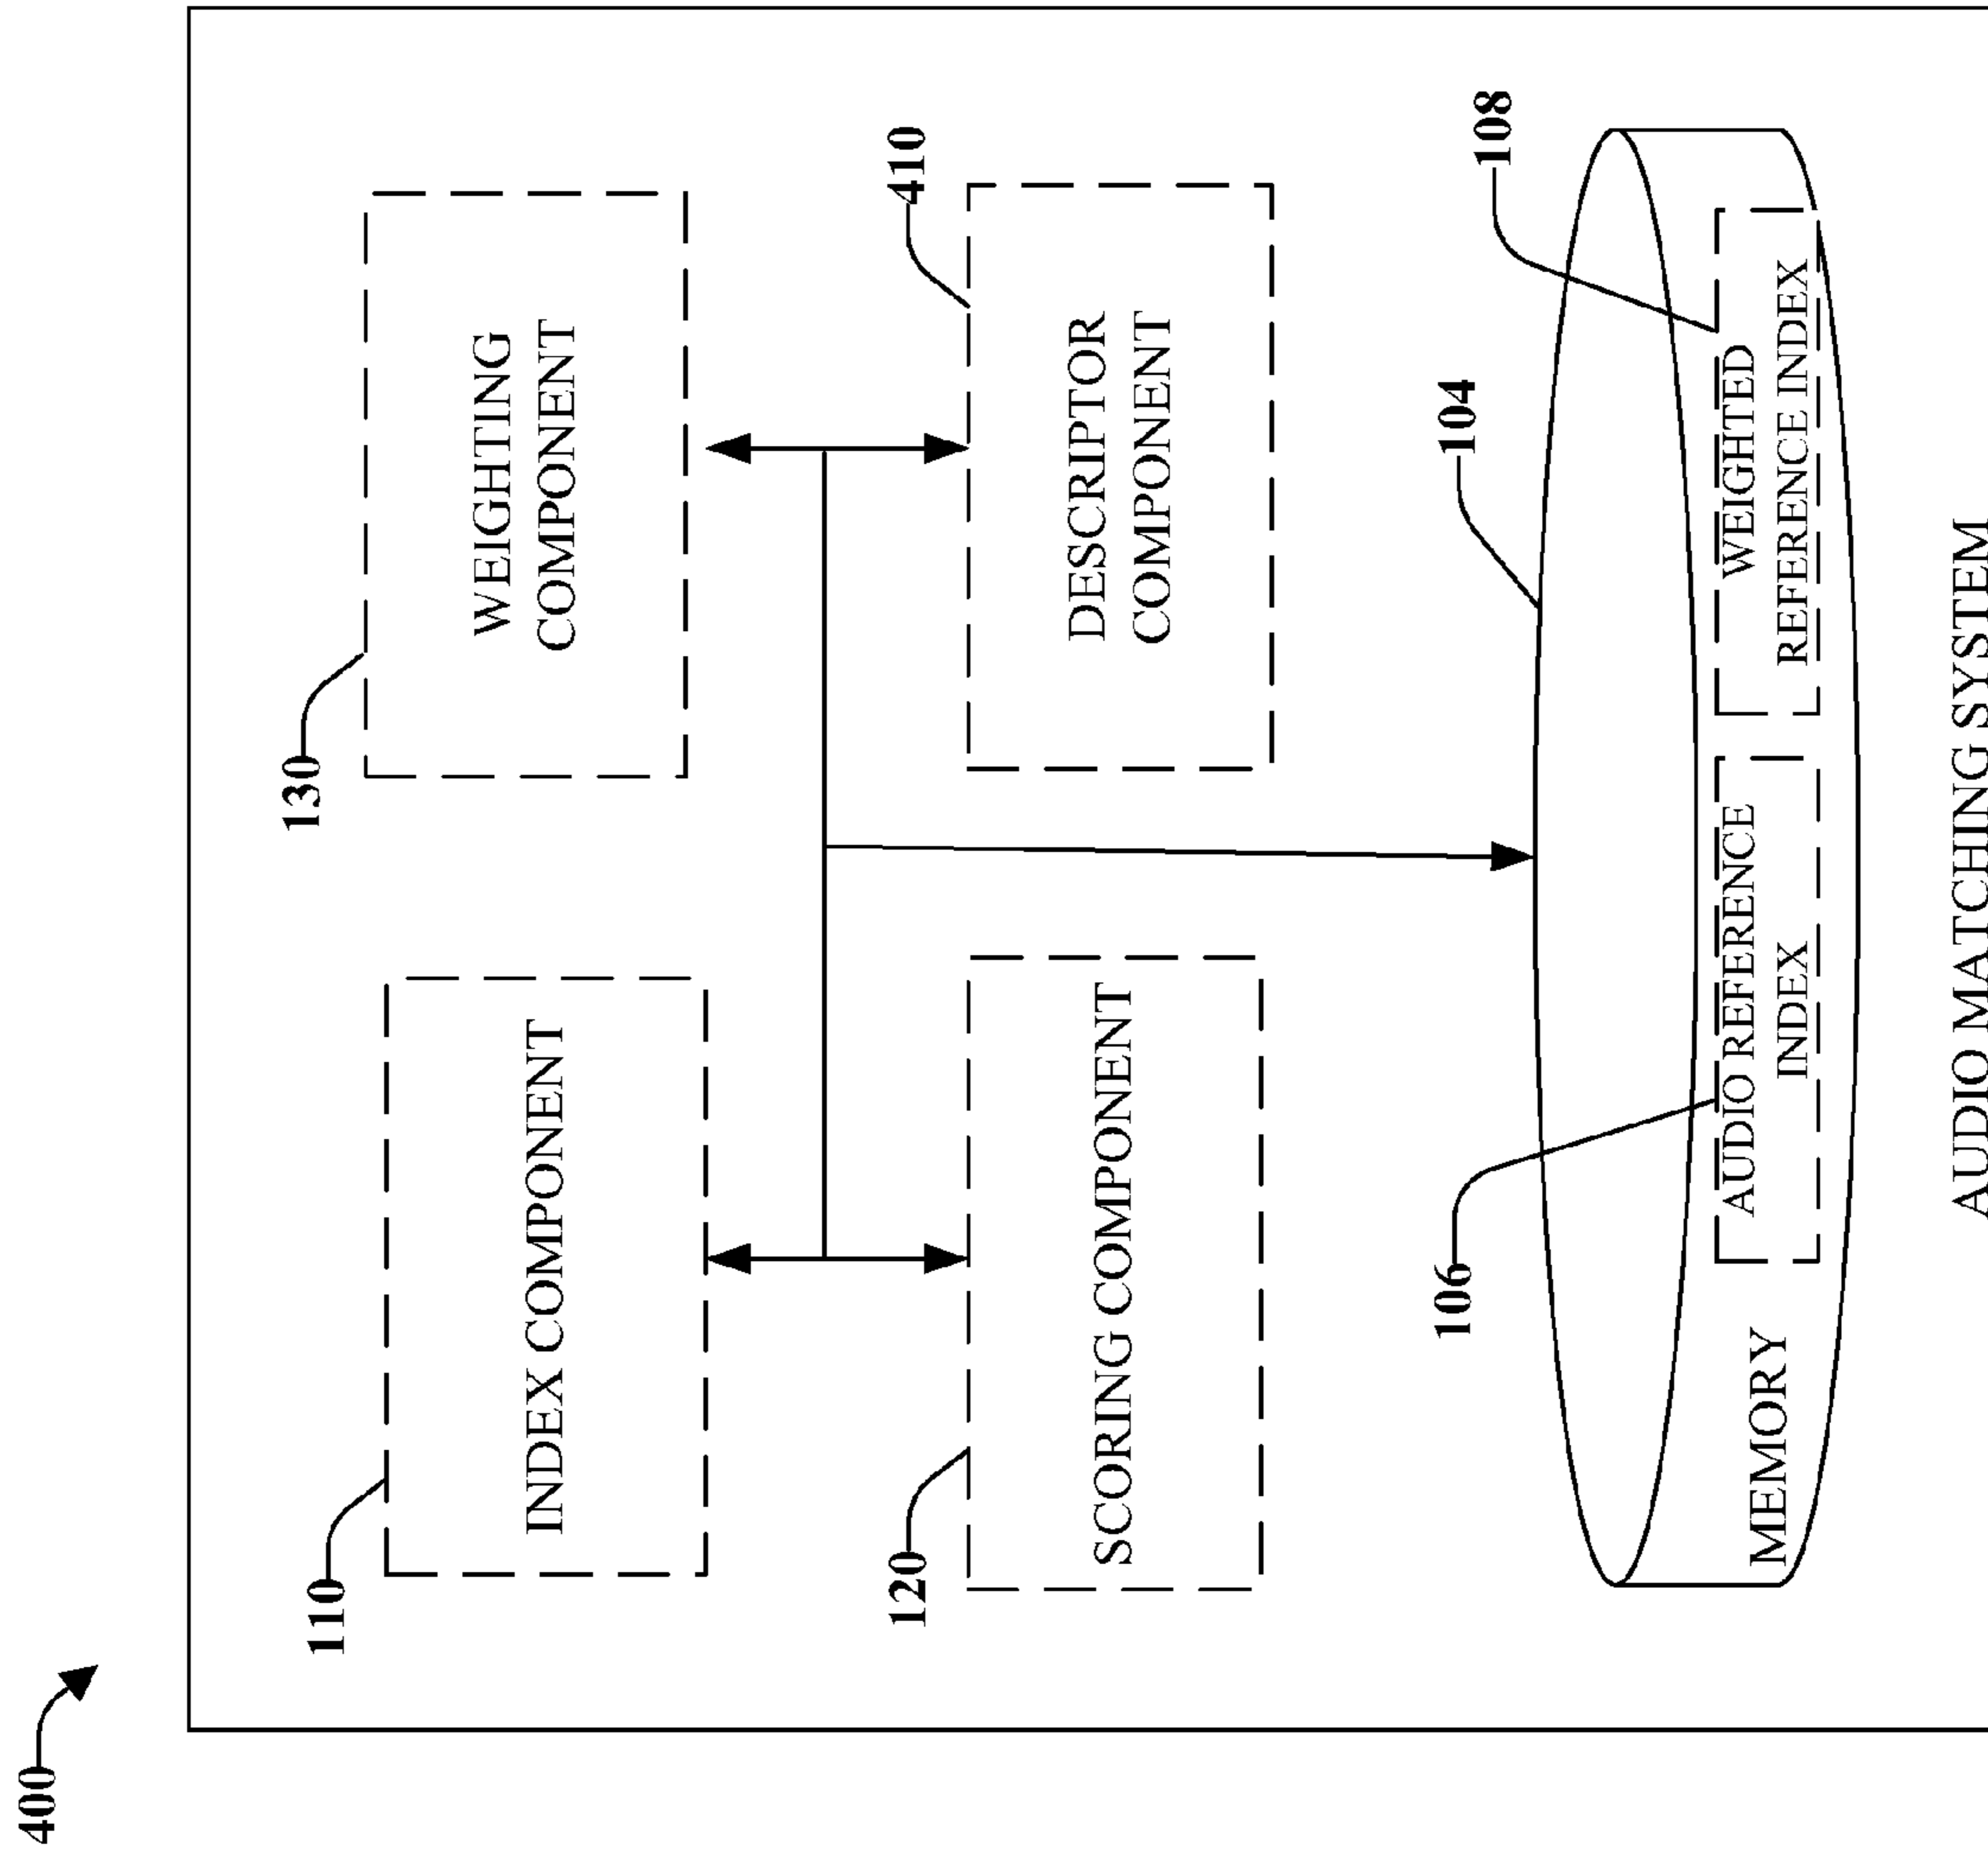 400
110
INDEX COMPONENT
130
WEIGHTING
COMPONENT
120
SCORING COMPONENT
410
DESCRIPTOR
COMPONENT
106
104
108
MEMORY
AUDIO REFERENCE
INDEX
WEIGHTED
REFERENCE INDEX
AUDIO MATCHING SYSTEM